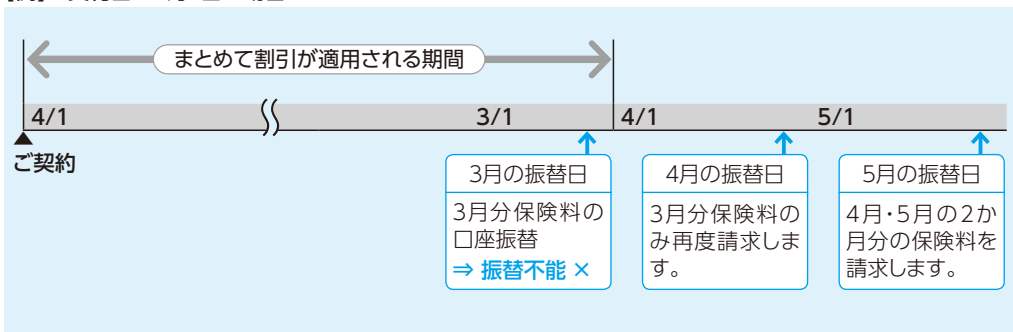 まとめて割引が適用される期間
4/1
3/1
4/1
5/1
ご契約
3月の振替日
3月分保険料の
口座振替
⇒ 振替不能 ×
4月の振替日
3月分保険料の
み再度請求しま
す。
5月の振替日
4月・5月の2か
月分の保険料を
請求します。